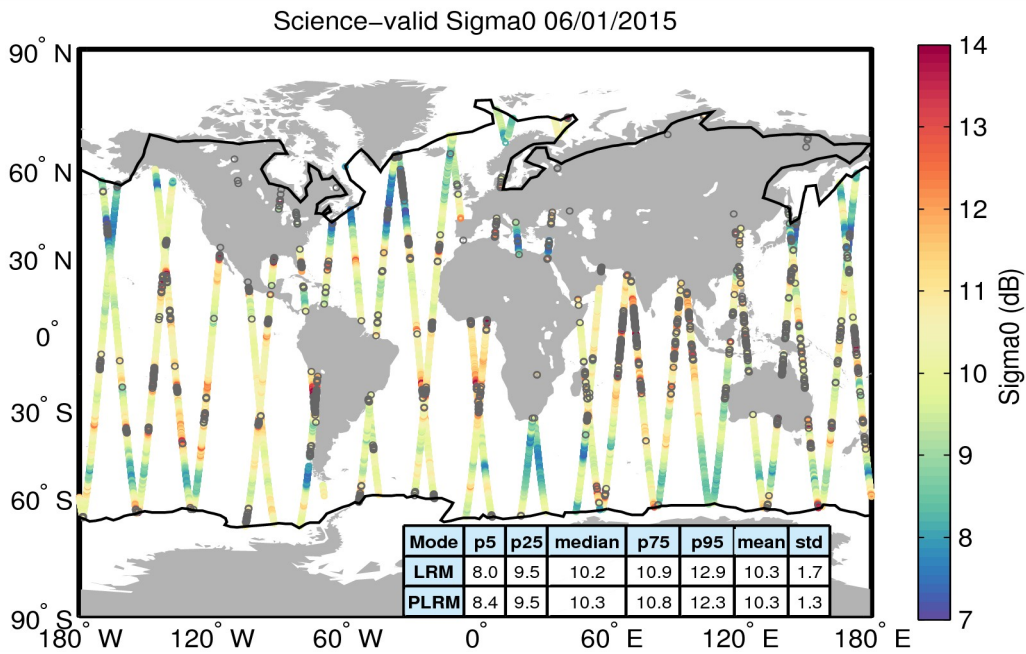 Science−valid Sigma0 06/01/2015
90° N
60° N
30° N
0°
30° S
60° S
90° S
180° W
120° W
60° W
0°
60° E
120° E
180° E
Mode p5 p25 median p75 p95 mean std
LRM 8.0 9.5 10.2 10.9 12.9 10.3 1.7
PLRM 8.4 9.5 10.3 10.8 12.3 10.3 1.3
14
13
12
11
10
9
8
7
Sigma0 (dB)